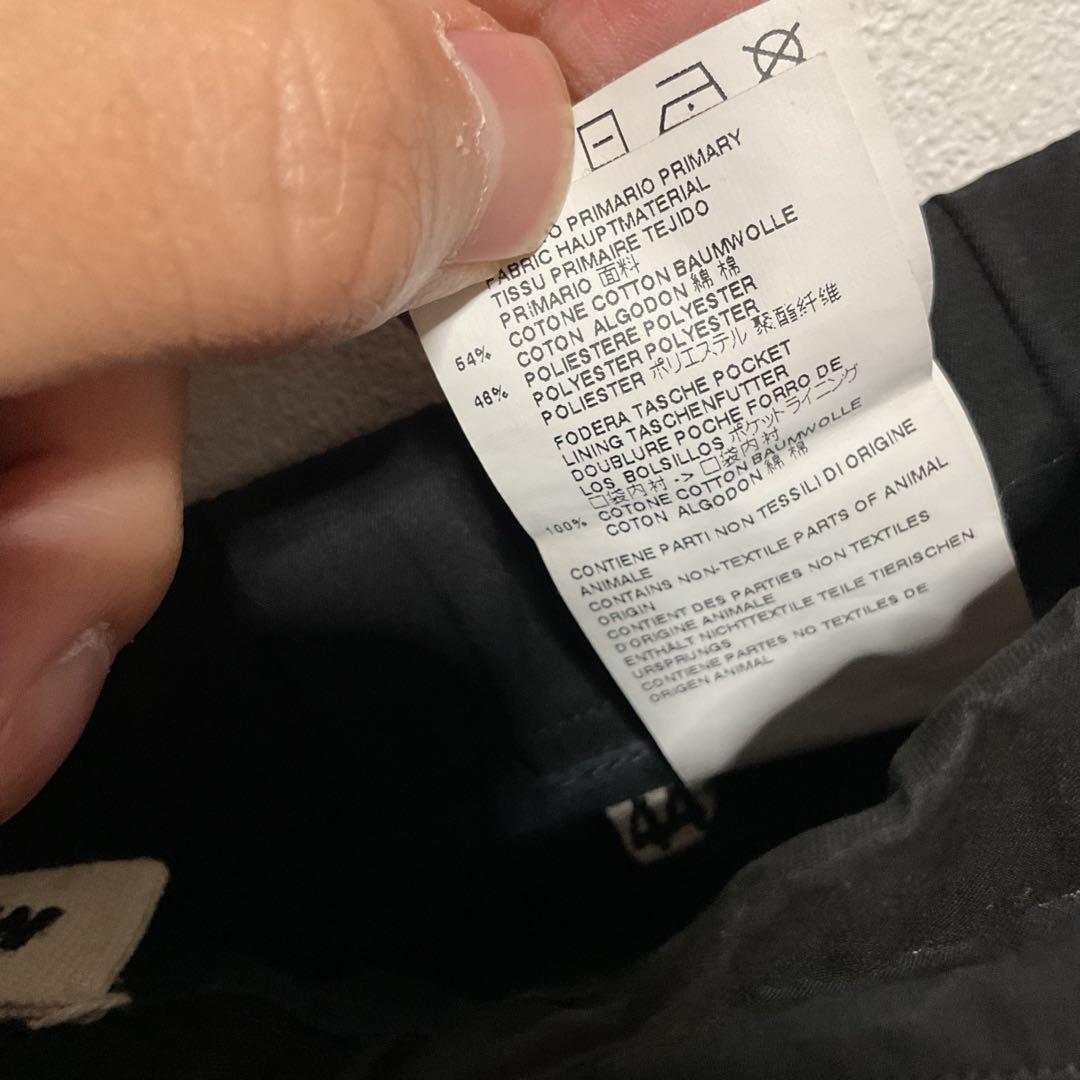 PRIMARIO PRIMARY
FABRIC HAUPTMATERIAL
TISSU PRIMAIRE TEJIDO
PRIMARIO 面料
54% COTONE COTTON BAUMWOLLE
COTON ALGODON 綿 棉
46% POLIESTERE POLYESTER
POLYESTER POLYESTER
POLIESTER ポリエステル 聚酯纤维
FODERA TASCHE POCKET
LINING TASCHENFUTTER
DOUBLURE POCHE FORRO DE
LOS BOLSILLOS ポケットライニング
口袋内衬 -> 口袋内衬
100% COTONE COTTON BAUMWOLLE
COTON ALGODON 綿 棉
CONTIENE PARTI NON TESSILI DI ORIGINE
ANIMALE
CONTAINS NON-TEXTILE PARTS OF ANIMAL
ORIGIN
CONTIENT DES PARTIES NON TEXTILES
D'ORIGINE ANIMALE
ENTHÄLT NICHTTEXTILE TEILE TIERISCHEN
URSPRUNGS
CONTIENE PARTES NO TEXTILES DE
ORIGEN ANIMAL
44